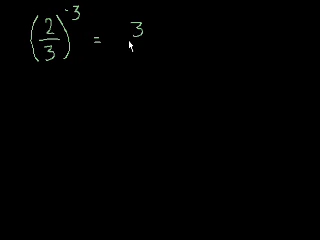 (2/3)^-3 = 3